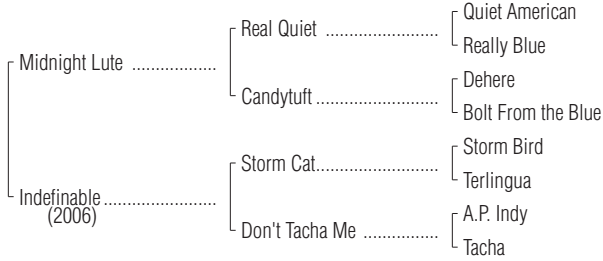 Quiet American
Real Quiet ...................
Really Blue
Midnight Lute ..................
Dehere
Candytuft ....................
Bolt From the Blue
Storm Bird
Storm Cat....................
Terlingua
Indefinable ........................
(2006)
A.P. Indy
Don't Tacha Me .............
Tacha